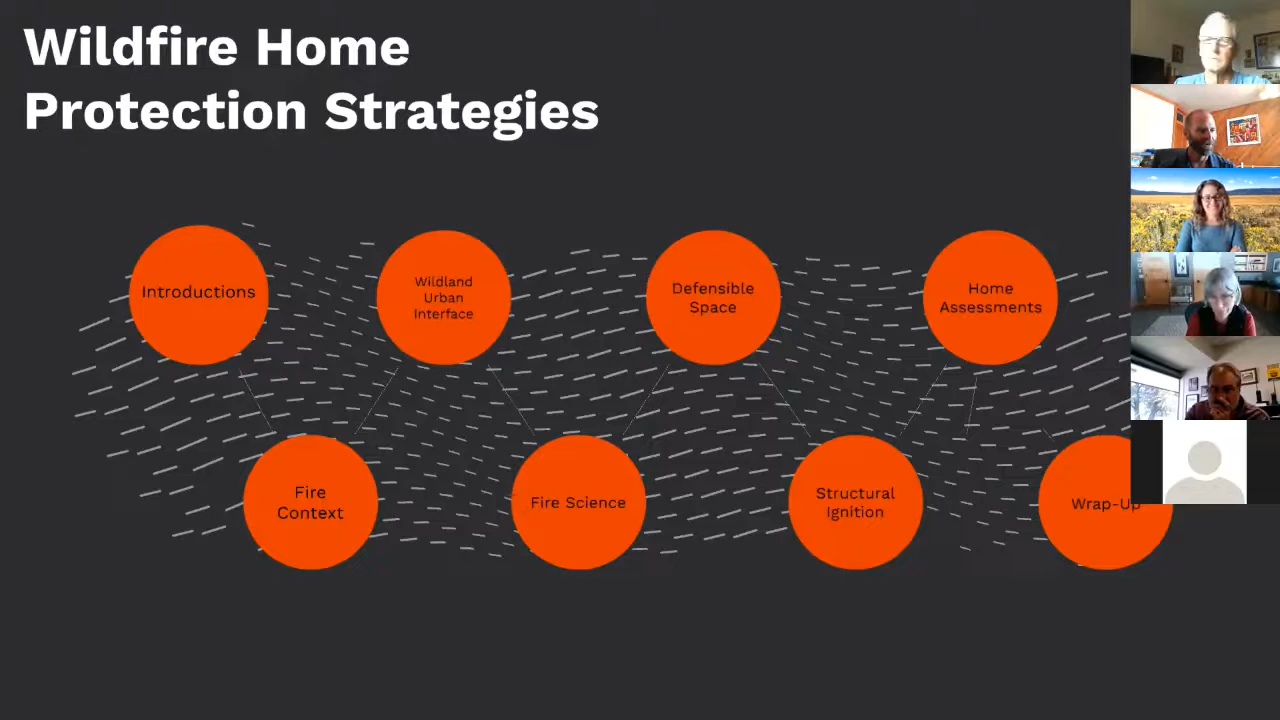 Wildfire Home
Protection Strategies
Introductions
Fire
Context
Wildland
Urban
Interface
Fire Science
Defensible
Space
Structural
Ignition
Home
Assessments
Wrap-Up